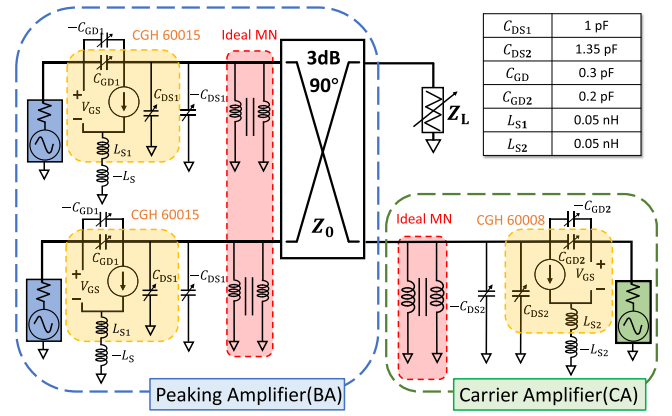 −C_GD1
CGH 60015
Ideal MN
C_GD1
+
V_GS
−
C_DS1
−C_DS1
L_S1
−L_S
3dB
90°
Z_0
Z_L
C_DS1 1 pF
C_DS2 1.35 pF
C_GD 0.3 pF
C_GD2 0.2 pF
L_S1 0.05 nH
L_S2 0.05 nH
−C_GD1
CGH 60015
Ideal MN
C_GD1
+
V_GS
−
C_DS1
−C_DS1
L_S1
−L_S
Ideal MN
CGH 60008
−C_GD2
C_GD2
+
V_GS
−
−C_DS2
C_DS2
L_S2
−L_S2
Peaking Amplifier(BA)
Carrier Amplifier(CA)